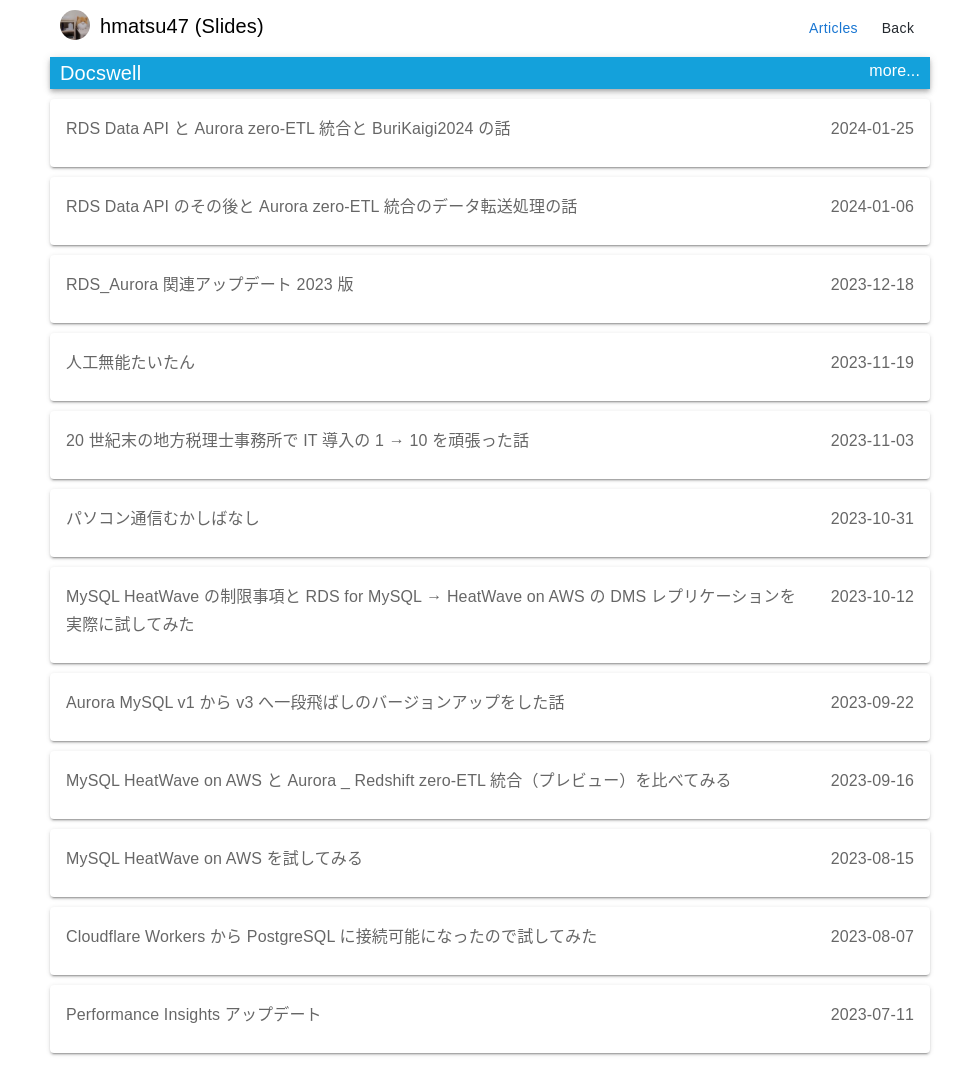 hmatsu47 (Slides)
Articles
Back
Docswell
more...
RDS Data API と Aurora zero-ETL 統合と BuriKaigi2024 の話
2024-01-25
RDS Data API のその後と Aurora zero-ETL 統合のデータ転送処理の話
2024-01-06
RDS_Aurora 関連アップデート 2023 版
2023-12-18
人工無能たいたん
2023-11-19
20 世紀末の地方税理士事務所で IT 導入の 1 → 10 を頑張った話
2023-11-03
パソコン通信むかしばなし
2023-10-31
MySQL HeatWave の制限事項と RDS for MySQL → HeatWave on AWS の DMS レプリケーションを
実際に試してみた
2023-10-12
Aurora MySQL v1 から v3 へ一段飛ばしのバージョンアップをした話
2023-09-22
MySQL HeatWave on AWS と Aurora _ Redshift zero-ETL 統合（プレビュー）を比べてみる
2023-09-16
MySQL HeatWave on AWS を試してみる
2023-08-15
Cloudflare Workers から PostgreSQL に接続可能になったので試してみた
2023-08-07
Performance Insights アップデート
2023-07-11